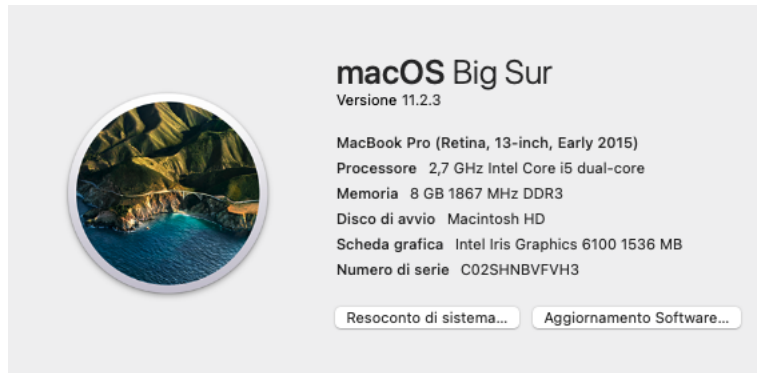 macOS Big Sur
Versione 11.2.3
MacBook Pro (Retina, 13-inch, Early 2015)
Processore 2,7 GHz Intel Core i5 dual-core
Memoria 8 GB 1867 MHz DDR3
Disco di avvio Macintosh HD
Scheda grafica Intel Iris Graphics 6100 1536 MB
Numero di serie C02SHNBVFVH3
Resoconto di sistema... Aggiornamento Software...